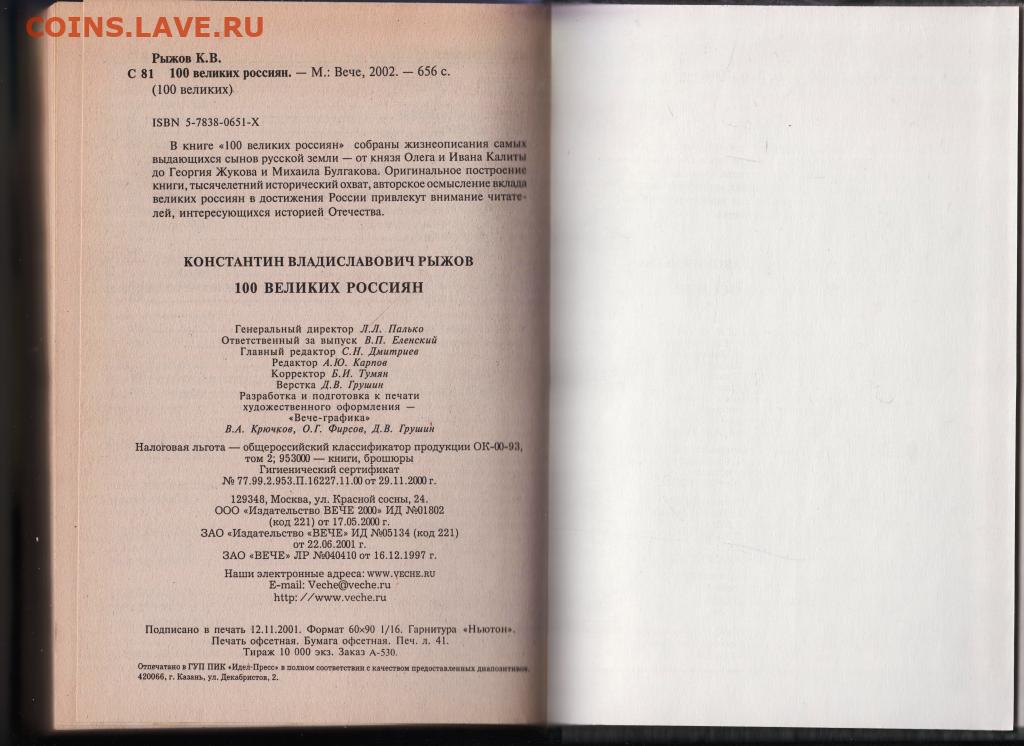 COINS.LAVE.RU
Рыжов К.В.
С 81 100 великих россиян. — М.: Вече, 2002. — 656 с.
(100 великих)
ISBN 5-7838-0651-X
В книге «100 великих россиян» собраны жизнеописания самых
выдающихся сынов русской земли — от князя Олега и Ивана Калиты
до Георгия Жукова и Михаила Булгакова. Оригинальное построение
книги, тысячелетний исторический охват, авторское осмысление вклада
великих россиян в достижения России привлекут внимание читате-
лей, интересующихся историей Отечества.
КОНСТАНТИН ВЛАДИСЛАВОВИЧ РЫЖОВ
100 ВЕЛИКИХ РОССИЯН
Генеральный директор Л.Л. Палько
Ответственный за выпуск В.П. Еленский
Главный редактор С.Н. Дмитриев
Редактор А.Ю. Карпов
Корректор Б.И. Тумян
Верстка Д.В. Грушин
Разработка и подготовка к печати
художественного оформления —
«Вече-графика»
В.А. Крючков, О.Г. Фирсов, Д.В. Грушин
Налоговая льгота — общероссийский классификатор продукции ОК-00-93,
том 2; 953000 — книги, брошюры
Гигиенический сертификат
№ 77.99.2.953.П.16227.11.00 от 29.11.2000 г.
129348, Москва, ул. Красной сосны, 24.
ООО «Издательство ВЕЧЕ 2000» ИД №01802
(код 221) от 17.05.2000 г.
ЗАО «Издательство «ВЕЧЕ» ИД №05134 (код 221)
от 22.06.2001 г.
ЗАО «ВЕЧЕ» ЛР №040410 от 16.12.1997 г.
Наши электронные адреса: WWW.VECHE.RU
E-mail: Veche@veche.ru
http: //www.veche.ru
Подписано в печать 12.11.2001. Формат 60×90 1/16. Гарнитура «Ньютон».
Печать офсетная. Бумага офсетная. Печ. л. 41.
Тираж 10 000 экз. Заказ А-530.
Отпечатано в ГУП ПИК «Идел-Пресс» в полном соответствии с качеством предоставленных диапозитивов.
420066, г. Казань, ул. Декабристов, 2.